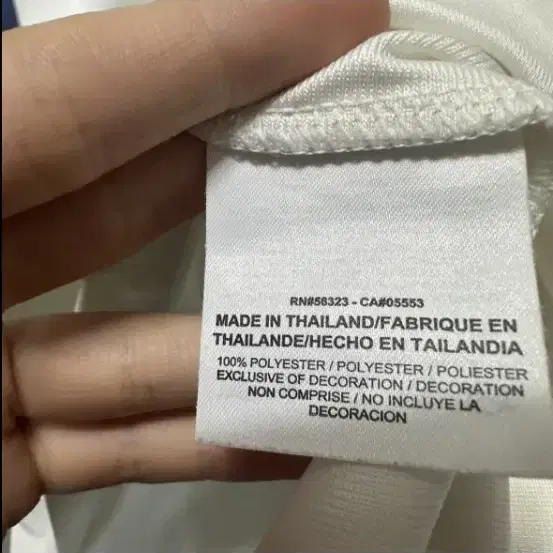 RN#56323 - CA#05553
MADE IN THAILAND/FABRIQUE EN
THAILANDE/HECHO EN TAILANDIA
100% POLYESTER / POLYESTER / POLIESTER
EXCLUSIVE OF DECORATION / DECORATION
NON COMPRISE / NO INCLUYE LA
DECORACION